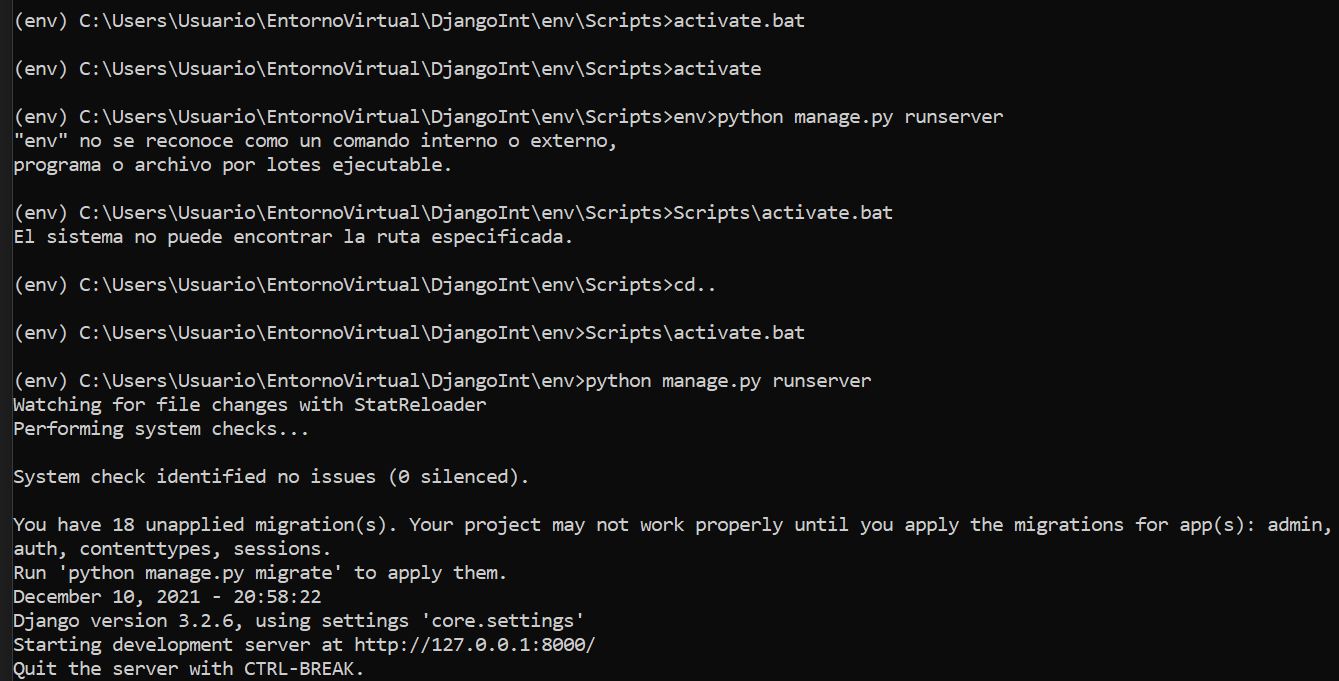 (env) C:\Users\Usuario\EntornoVirtual\DjangoInt\env\Scripts>activate.bat
(env) C:\Users\Usuario\EntornoVirtual\DjangoInt\env\Scripts>activate
(env) C:\Users\Usuario\EntornoVirtual\DjangoInt\env\Scripts>env>python manage.py runserver
"env" no se reconoce como un comando interno o externo,
programa o archivo por lotes ejecutable.
(env) C:\Users\Usuario\EntornoVirtual\DjangoInt\env\Scripts>Scripts\activate.bat
El sistema no puede encontrar la ruta especificada.
(env) C:\Users\Usuario\EntornoVirtual\DjangoInt\env\Scripts>cd..
(env) C:\Users\Usuario\EntornoVirtual\DjangoInt\env>Scripts\activate.bat
(env) C:\Users\Usuario\EntornoVirtual\DjangoInt\env>python manage.py runserver
Watching for file changes with StatReloader
Performing system checks...
System check identified no issues (0 silenced).
You have 18 unapplied migration(s). Your project may not work properly until you apply the migrations for app(s): admin,
auth, contenttypes, sessions.
Run 'python manage.py migrate' to apply them.
December 10, 2021 - 20:58:22
Django version 3.2.6, using settings 'core.settings'
Starting development server at http://127.0.0.1:8000/
Quit the server with CTRL-BREAK.